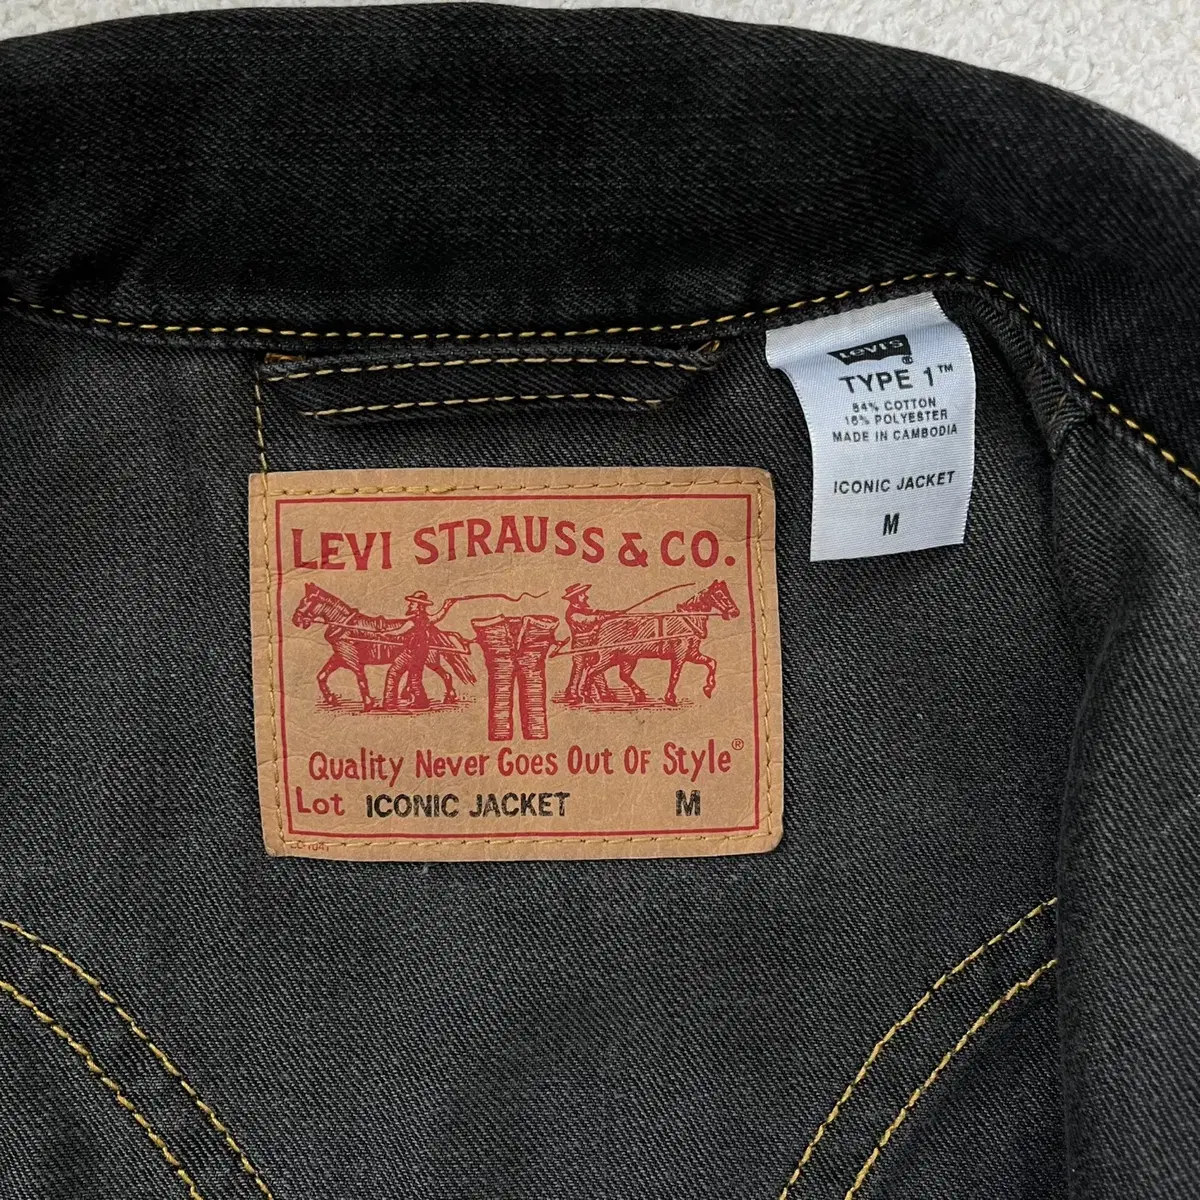 LEVI'S
®
TYPE 1™
84% COTTON
16% POLYESTER
MADE IN CAMBODIA
ICONIC JACKET
M
LEVI STRAUSS & CO.
Quality Never Goes Out OF Style®
Lot ICONIC JACKET M